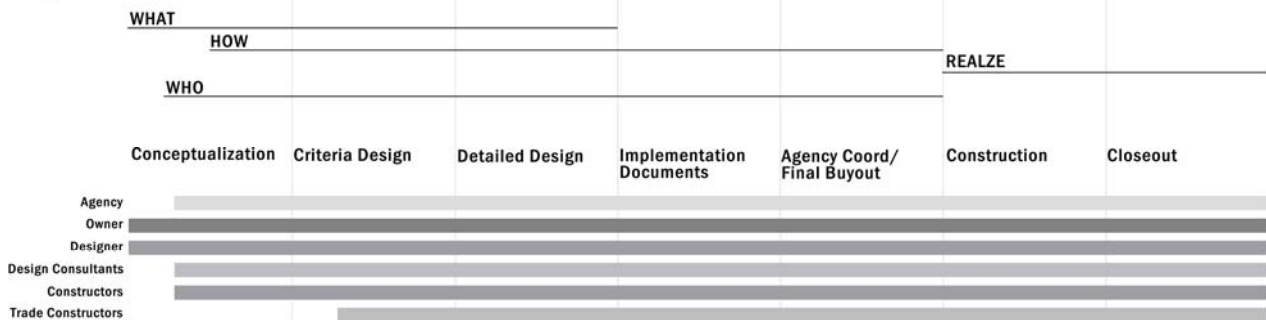 WHAT
HOW
REALZE
WHO
Conceptualization
Criteria Design
Detailed Design
Implementation
Documents
Agency Coord/
Final Buyout
Construction
Closeout
Agency
Owner
Designer
Design Consultants
Constructors
Trade Constructors